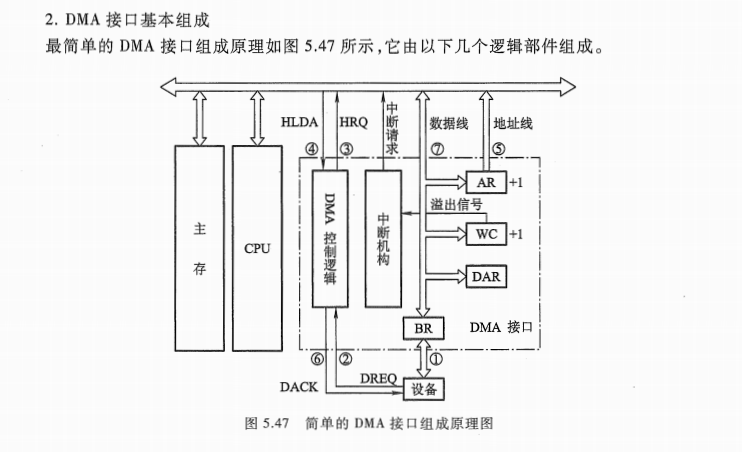 2. DMA 接口基本组成
最简单的 DMA 接口组成原理如图 5.47 所示,它由以下几个逻辑部件组成。
HLDA
HRQ
中断请求
数据线
地址线
④
③
⑦
⑤
主存
CPU
DMA 控制逻辑
中断机构
AR
+1
溢出信号
WC
+1
DAR
BR
DMA 接口
⑥
②
①
DACK
DREQ
设备
图 5.47 简单的 DMA 接口组成原理图